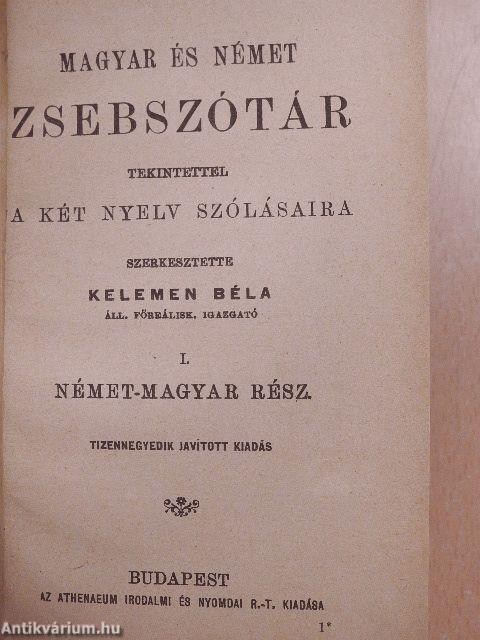 MAGYAR ÉS NÉMET
ZSEBSZÓTÁR
TEKINTETTEL
A KÉT NYELV SZÓLÁSAIRA
SZERKESZTETTE
KELEMEN BÉLA
ÁLL. FŐREÁLISK. IGAZGATÓ
I.
NÉMET-MAGYAR RÉSZ.
TIZENNEGYEDIK JAVÍTOTT KIADÁS
BUDAPEST
AZ ATHENAEUM IRODALMI ÉS NYOMDAI R.-T. KIADÁSA
1*
Antikvárium.hu